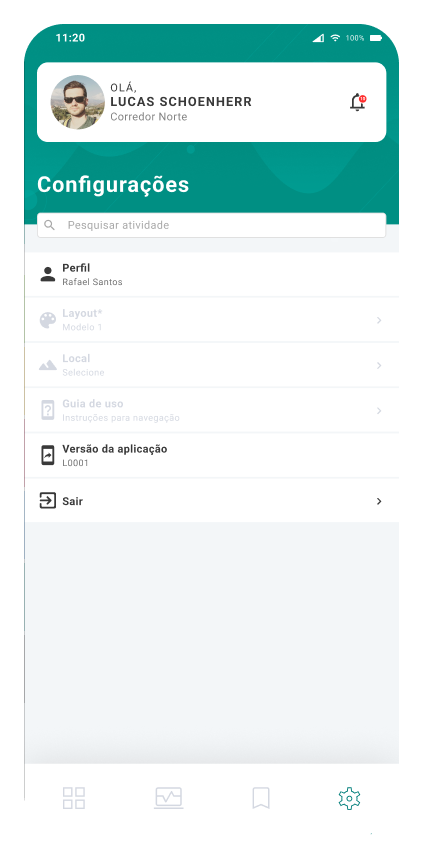 11:20
100%
OLÁ,
LUCAS SCHOENHERR
Corredor Norte
Configurações
Pesquisar atividade
Perfil
Rafael Santos
Layout*
Modelo 1
Local
Selecione
Guia de uso
Instruções para navegação
Versão da aplicação
L0001
Sair